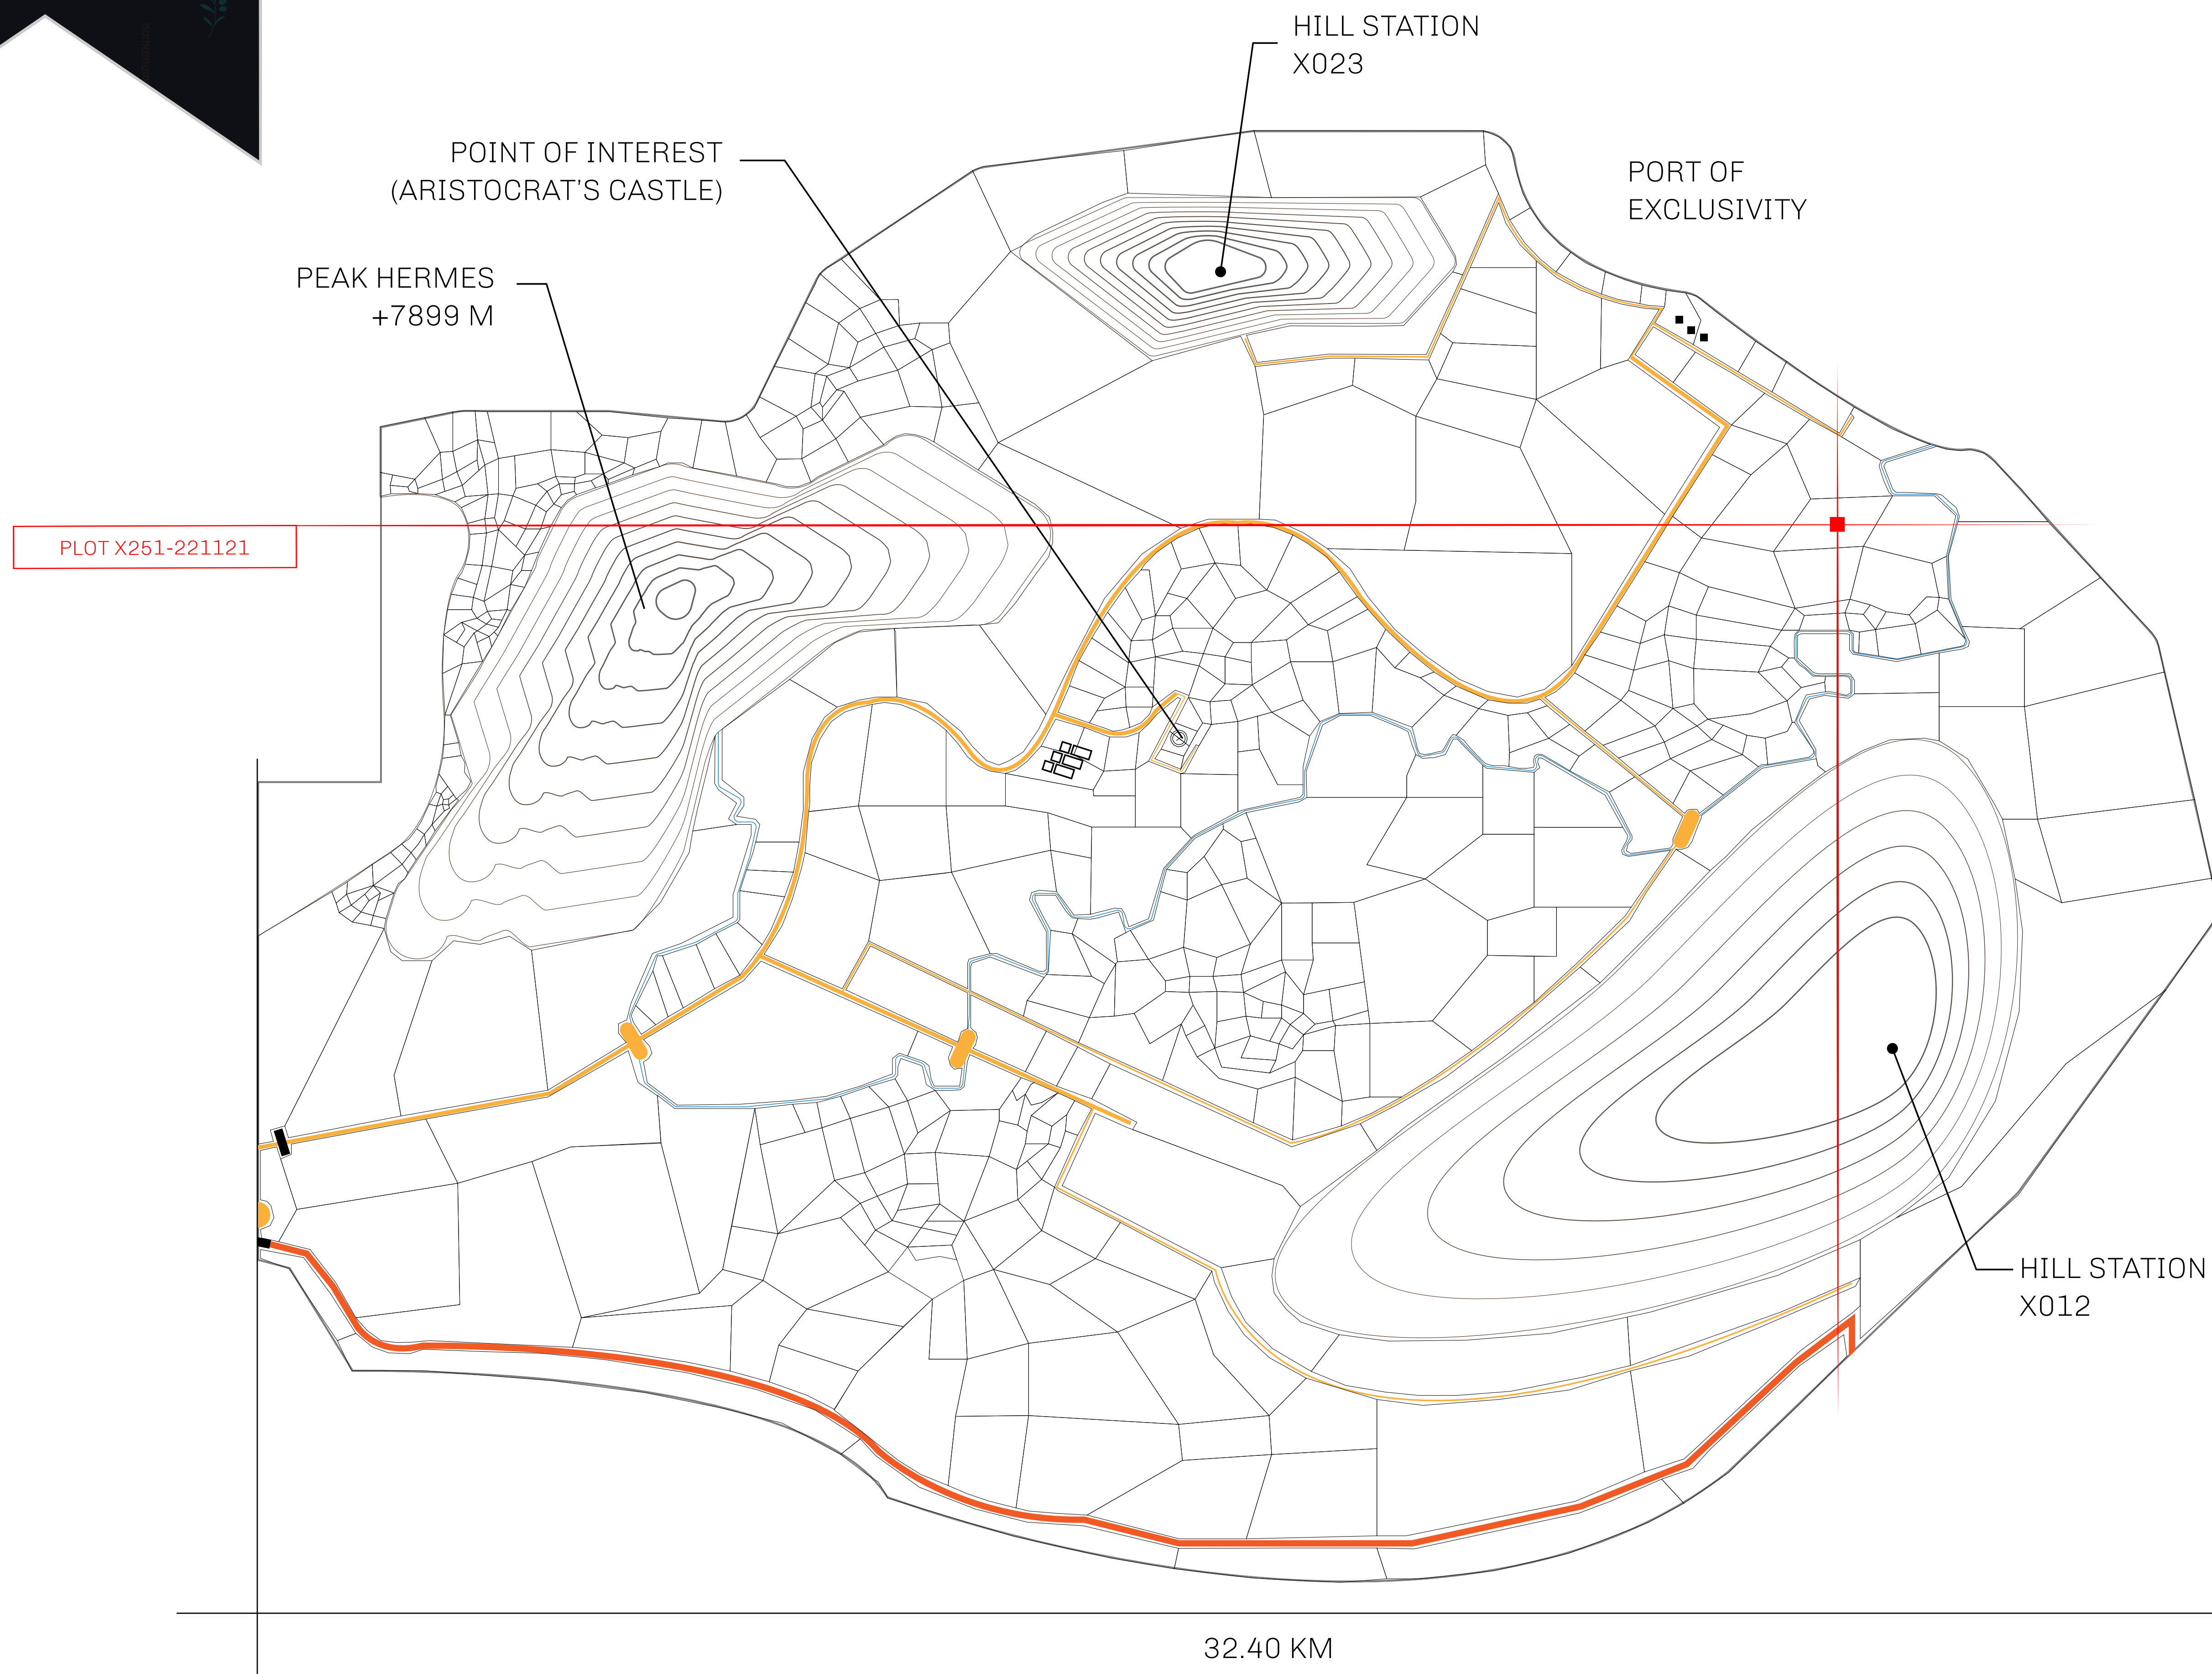 HILL STATION
X023
POINT OF INTEREST
(ARISTOCRAT'S CASTLE)
PORT OF
EXCLUSIVITY
PEAK HERMES
+7899 M
PLOT X251-221121
HILL STATION
X012
32.40 KM